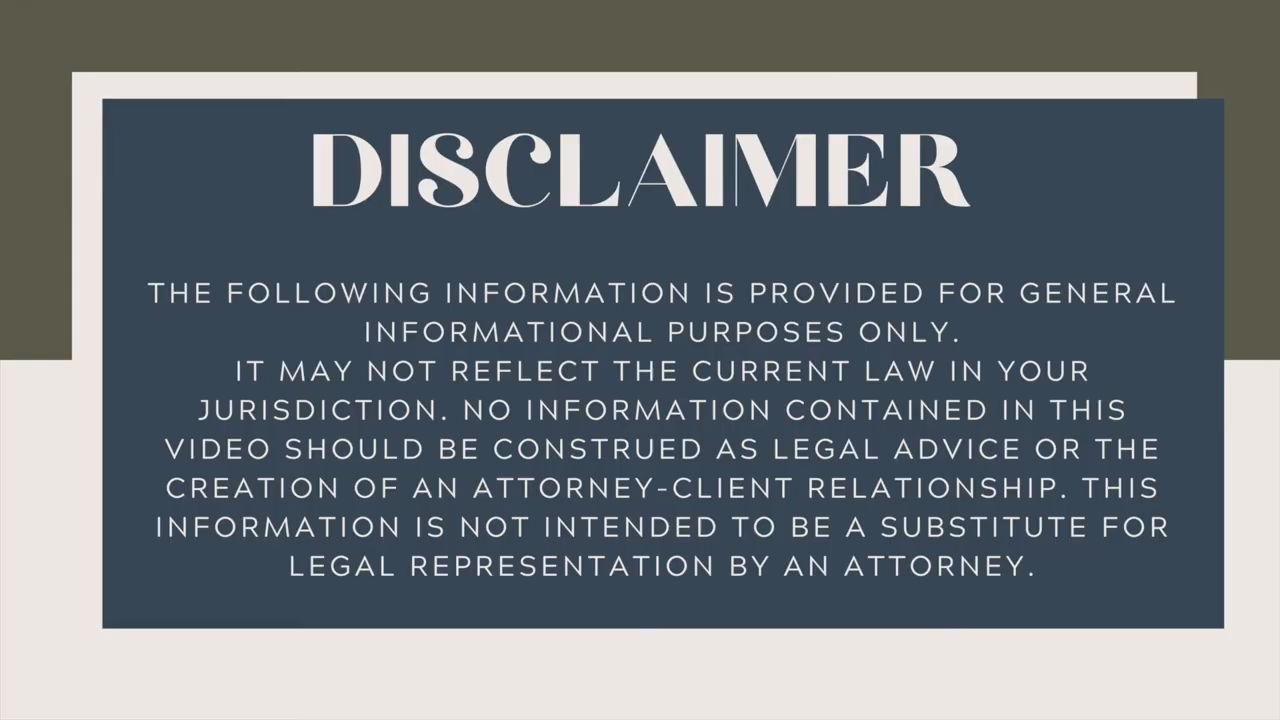 DISCLAIMER
THE FOLLOWING INFORMATION IS PROVIDED FOR GENERAL
INFORMATIONAL PURPOSES ONLY.
IT MAY NOT REFLECT THE CURRENT LAW IN YOUR
JURISDICTION. NO INFORMATION CONTAINED IN THIS
VIDEO SHOULD BE CONSTRUED AS LEGAL ADVICE OR THE
CREATION OF AN ATTORNEY-CLIENT RELATIONSHIP. THIS
INFORMATION IS NOT INTENDED TO BE A SUBSTITUTE FOR
LEGAL REPRESENTATION BY AN ATTORNEY.